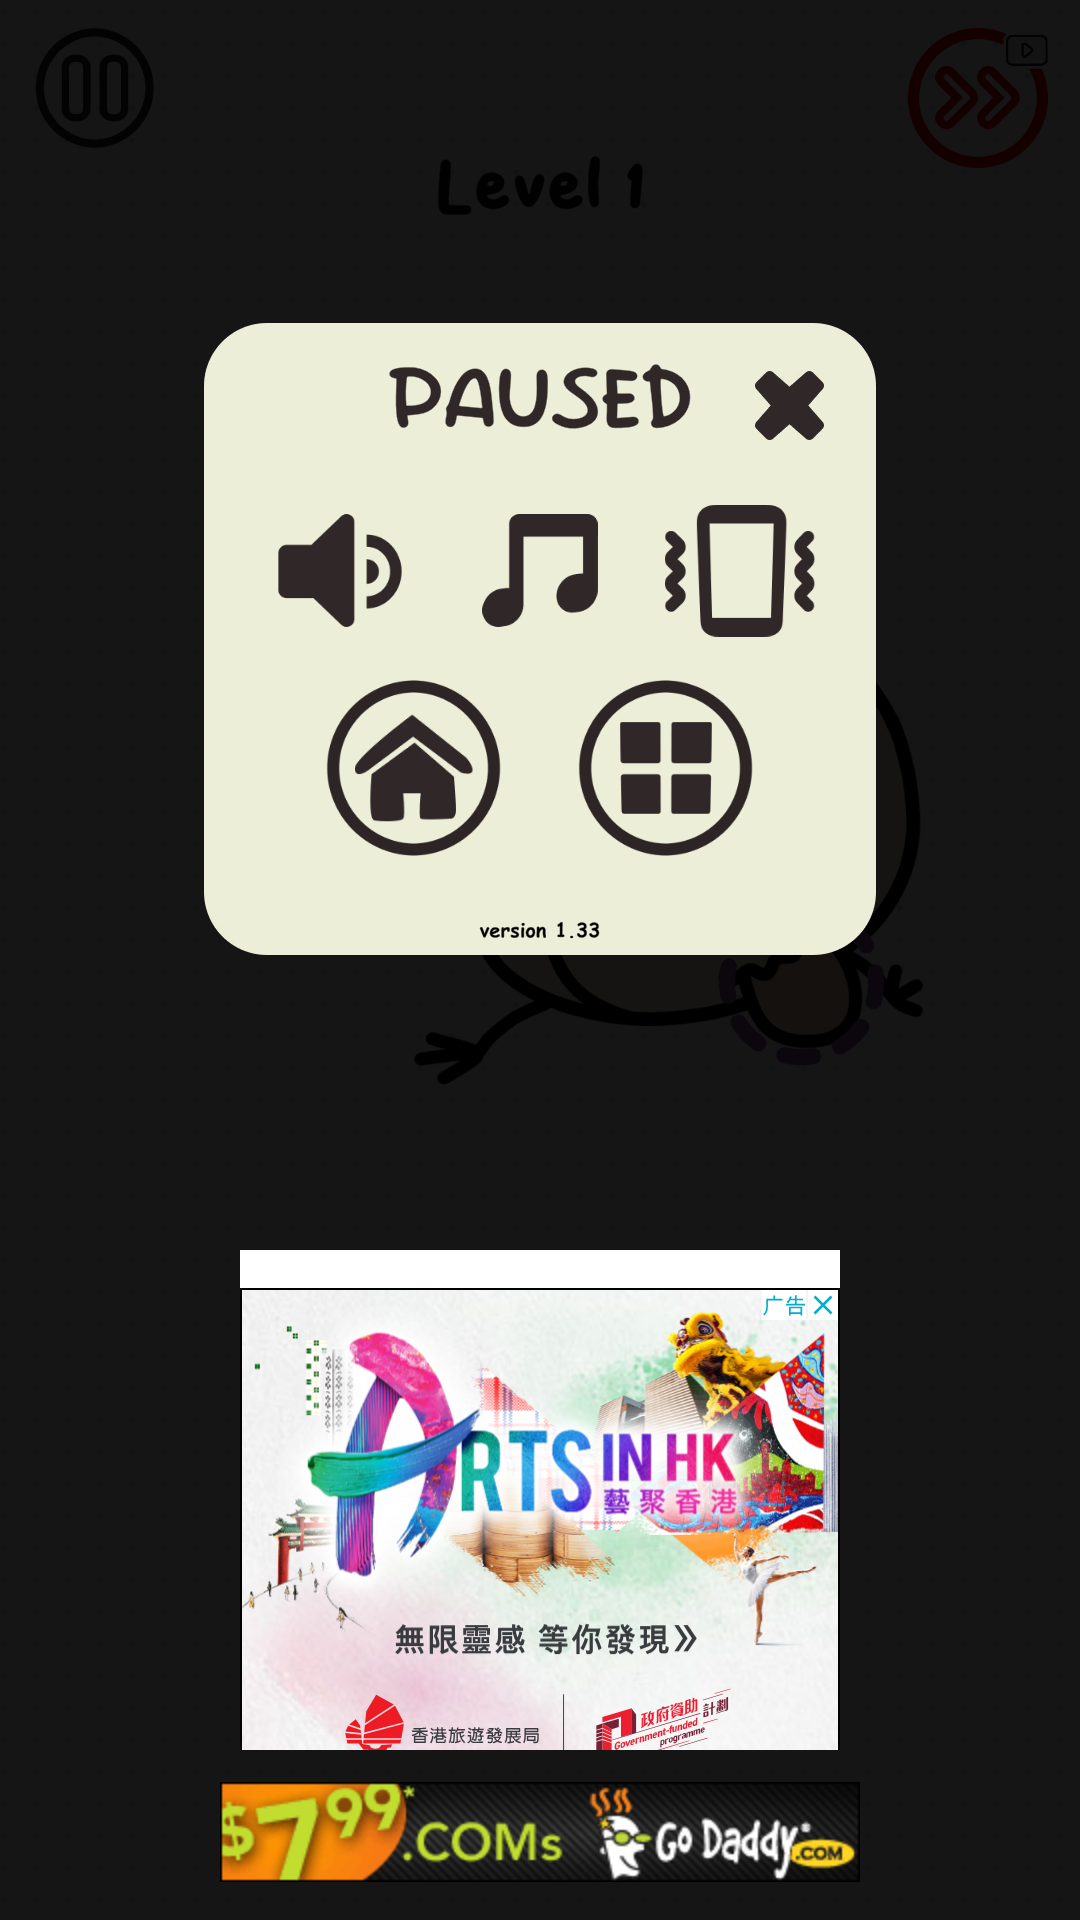 Level 1
PAUSED
version 1.33
广告
ARTS IN HK
藝聚香港
無限靈感 等你發現》
香港旅遊發展局
政府資助計劃
Government-funded programme
$7.99*
.COMs
Go Daddy®
.COM